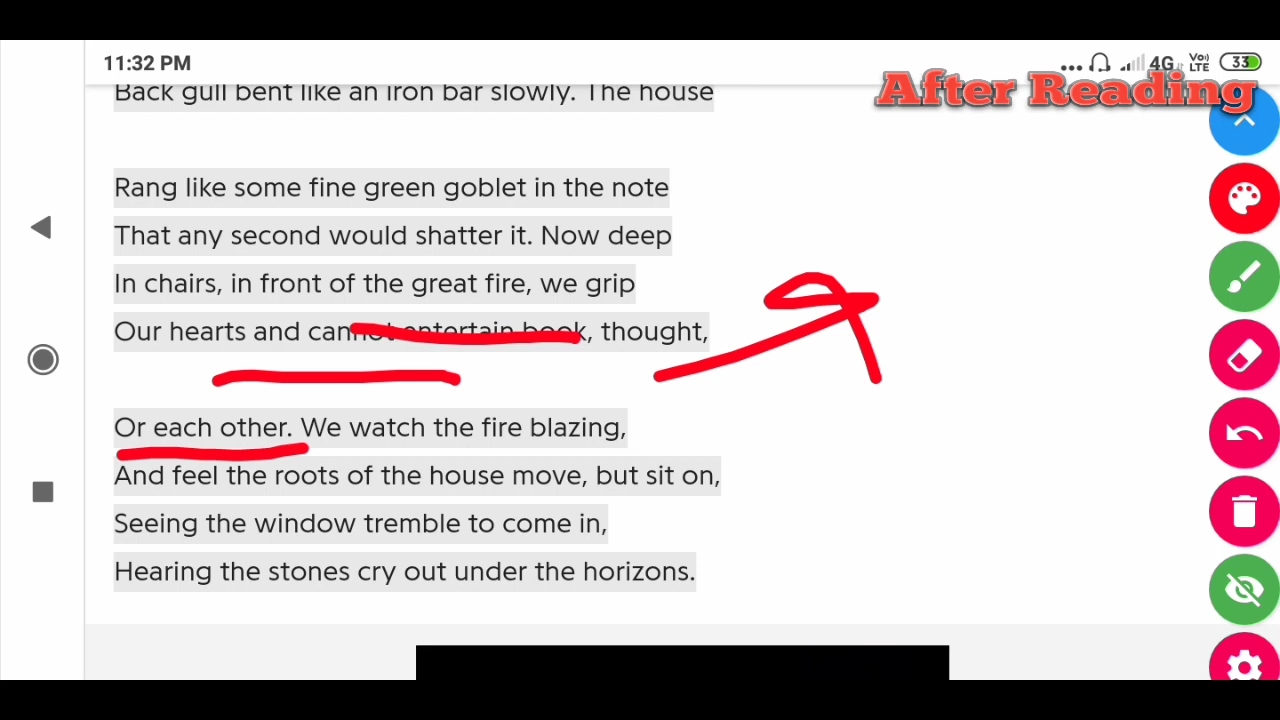 11:32 PM
4G VoLTE 33
After Reading
Back gull bent like an iron bar slowly. The house
Rang like some fine green goblet in the note
That any second would shatter it. Now deep
In chairs, in front of the great fire, we grip
Our hearts and cannot entertain book, thought,
Or each other. We watch the fire blazing,
And feel the roots of the house move, but sit on,
Seeing the window tremble to come in,
Hearing the stones cry out under the horizons.